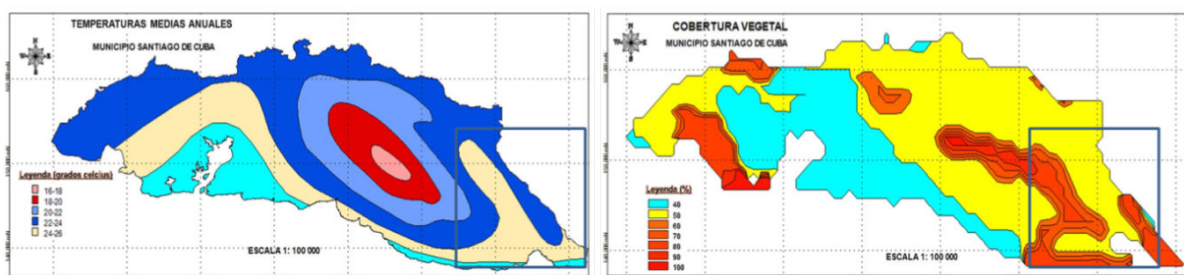 TEMPERATURAS MEDIAS ANUALES
MUNICIPIO SANTIAGO DE CUBA
Leyenda (grados celcius)
16-18
18-20
20-22
22-24
24-26
ESCALA 1: 100 000
COBERTURA VEGETAL
MUNICIPIO SANTIAGO DE CUBA
Leyenda (%)
40
50
60
70
80
90
100
ESCALA 1: 100 000